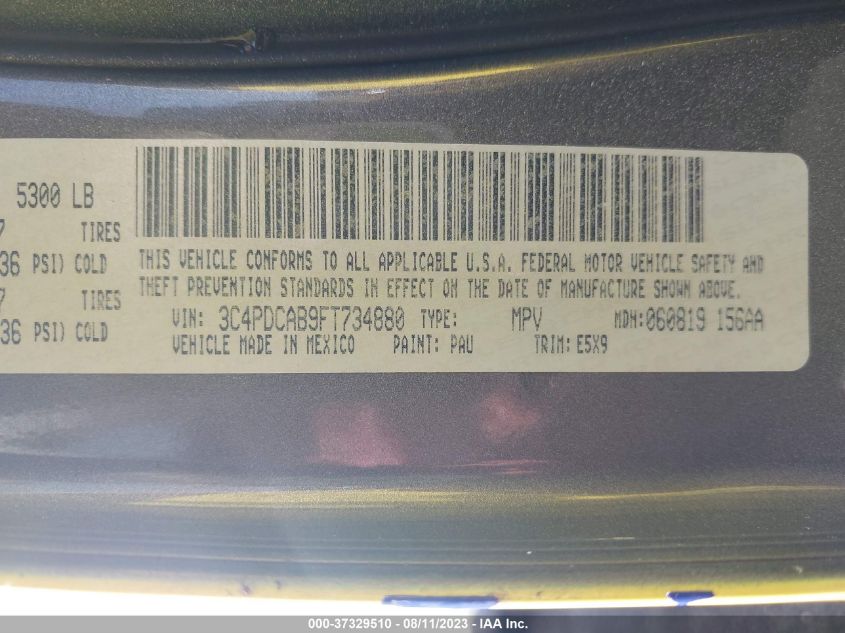 5300 LB
7 TIRES
36 PSI) COLD
7 TIRES
36 PSI) COLD
THIS VEHICLE CONFORMS TO ALL APPLICABLE U.S.A. FEDERAL MOTOR VEHICLE SAFETY AND
THEFT PREVENTION STANDARDS IN EFFECT ON THE DATE OF MANUFACTURE SHOWN ABOVE.
VIN: 3C4PDCAB9FT734880 TYPE: MPV MDH:060819 156AA
VEHICLE MADE IN MEXICO PAINT: PAU TRIM: E5X9
000-37329510 - 08/11/2023 - IAA Inc.